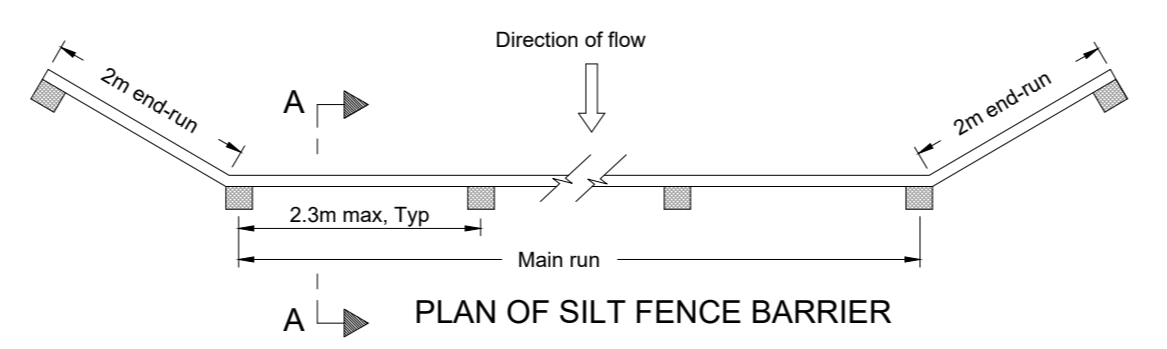 Direction of flow
2m end-run
A
2m end-run
2.3m max, Typ
Main run
A
PLAN OF SILT FENCE BARRIER